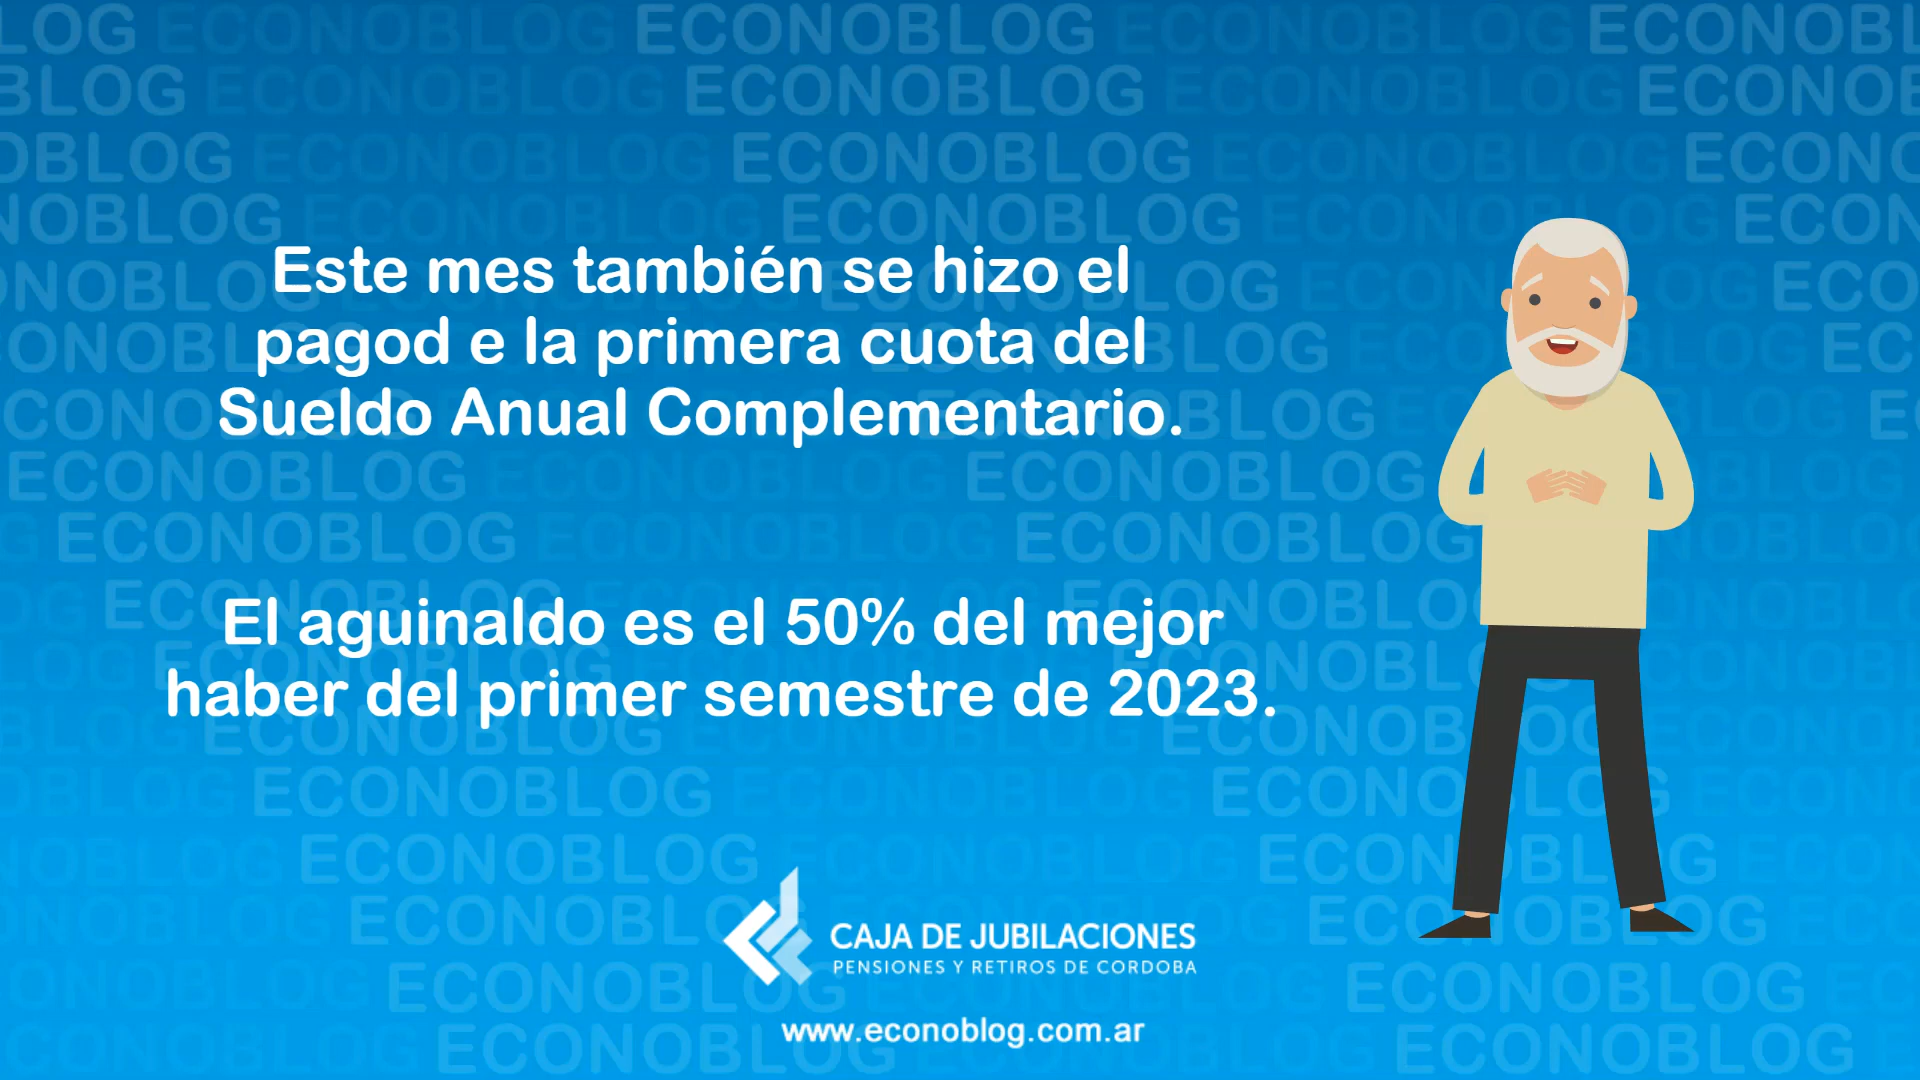 Este mes también se hizo el
pagod e la primera cuota del
Sueldo Anual Complementario.
El aguinaldo es el 50% del mejor
haber del primer semestre de 2023.
CAJA DE JUBILACIONES
PENSIONES Y RETIROS DE CORDOBA
www.econoblog.com.ar